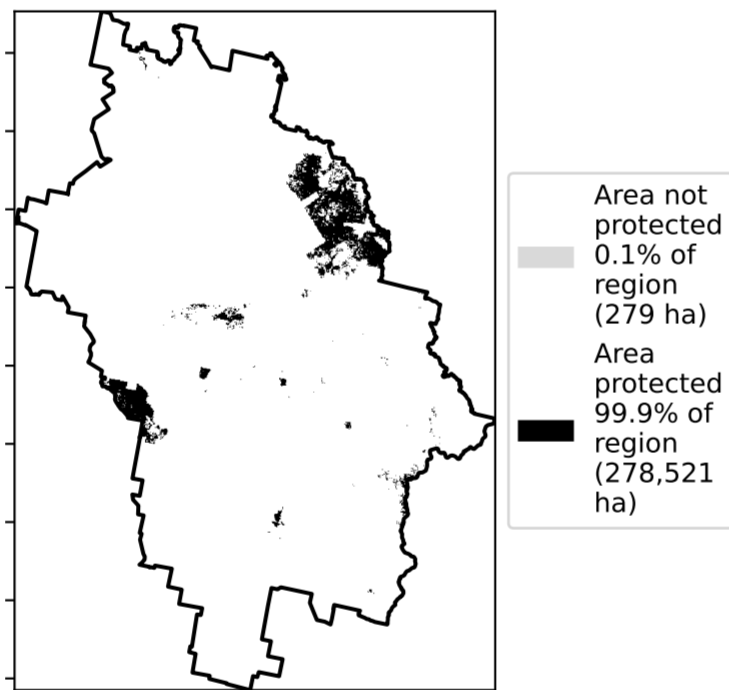 Area not
protected
0.1% of
region
(279 ha)
Area
protected
99.9% of
region
(278,521
ha)